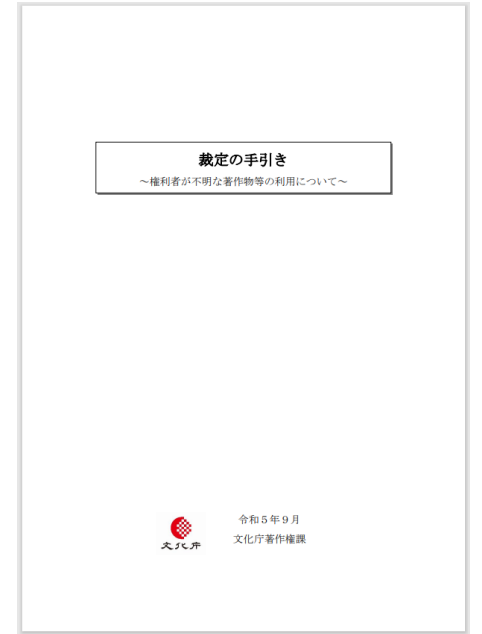 裁定の手引き
～権利者が不明な著作物等の利用について～
令和５年９月
文化庁
文化庁著作権課